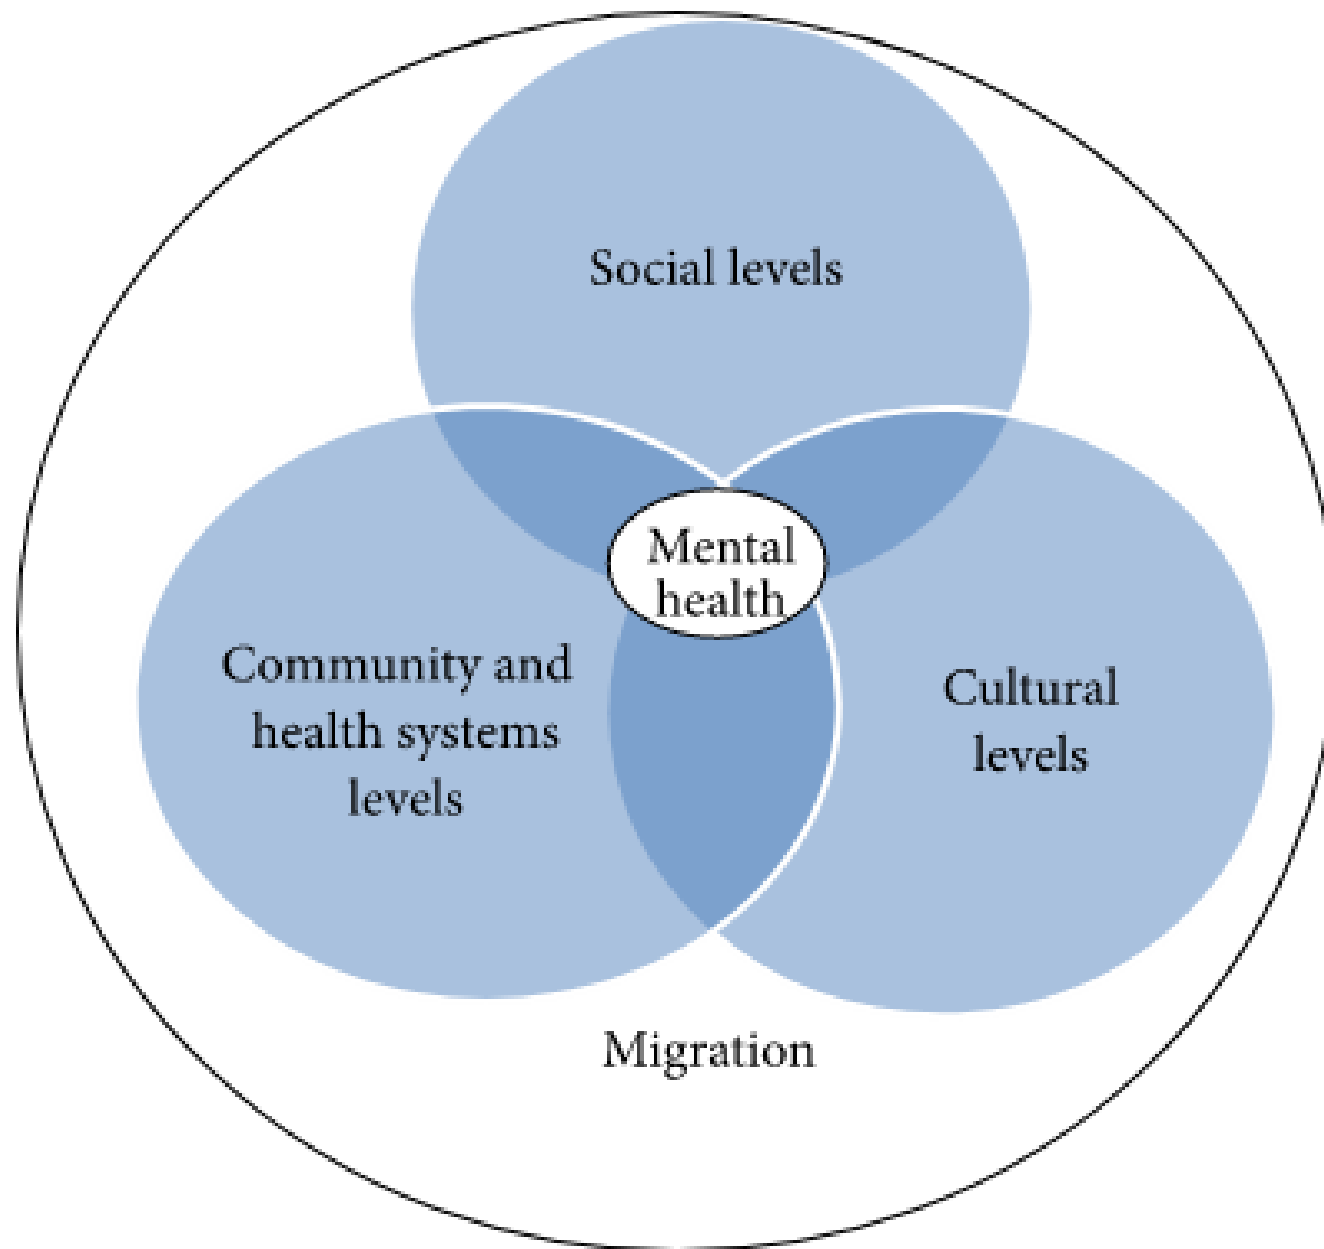 Social levels
Mental
health
Community and
health systems
levels
Cultural
levels
Migration